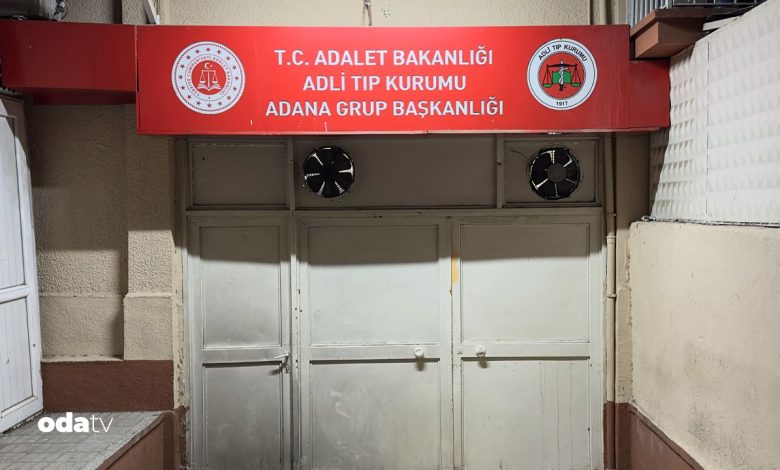 T.C. ADALET BAKANLIĞI
ADLİ TIP KURUMU
ADANA GRUP BAŞKANLIĞI
ADLİ TIP KURUMU
1917
odatv